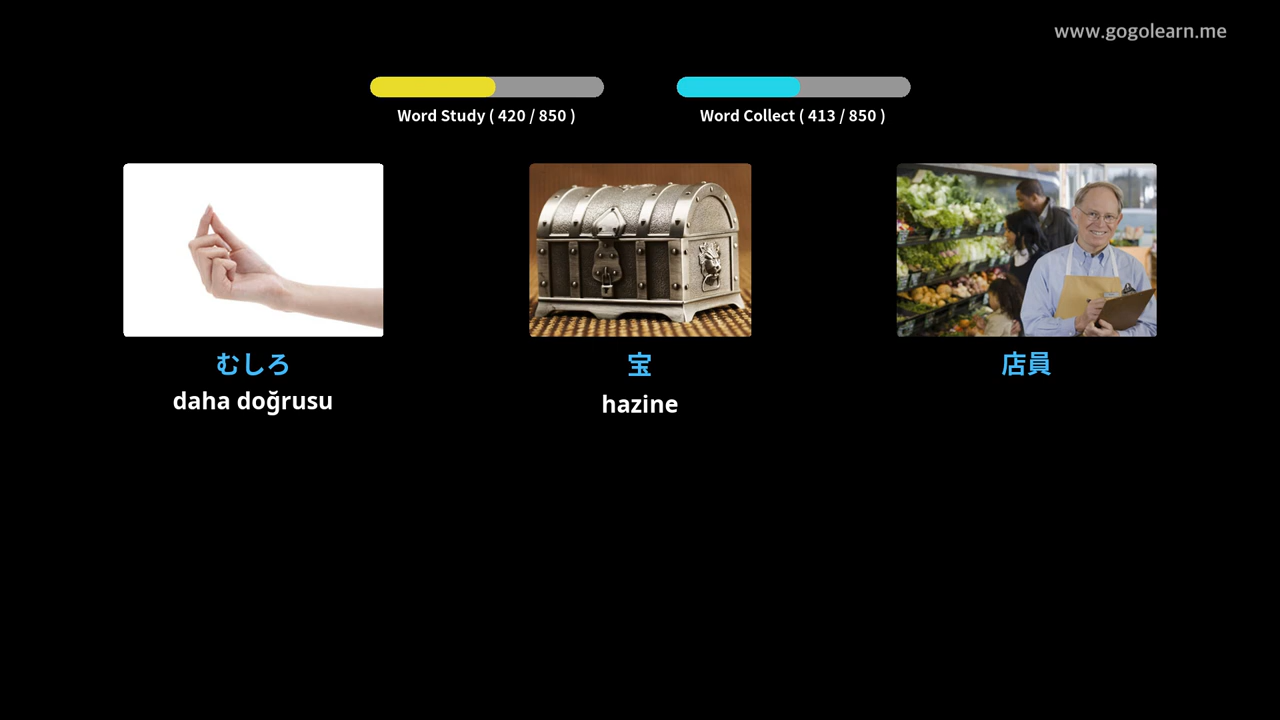 www.gogolearn.me
Word Study ( 420 / 850 )
Word Collect ( 413 / 850 )
むしろ
daha doğrusu
宝
hazine
店員